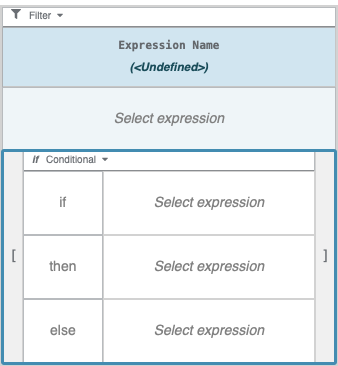 Filter
Expression Name
(<Undefined>)
Select expression
If Conditional
if Select expression
[ ]
then Select expression
else Select expression